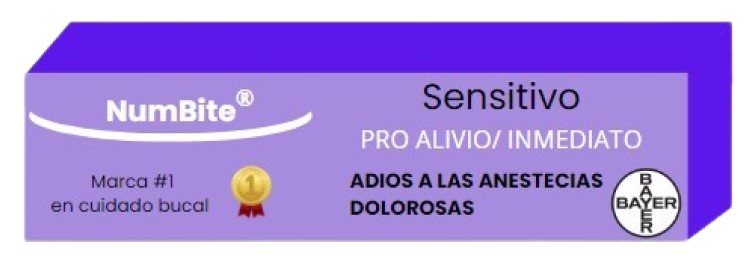 NumBite®
Sensitivo
PRO ALIVIO/ INMEDIATO
Marca #1
en cuidado bucal
1
ADIOS A LAS ANESTECIAS
DOLOROSAS
BAYER
BAYER